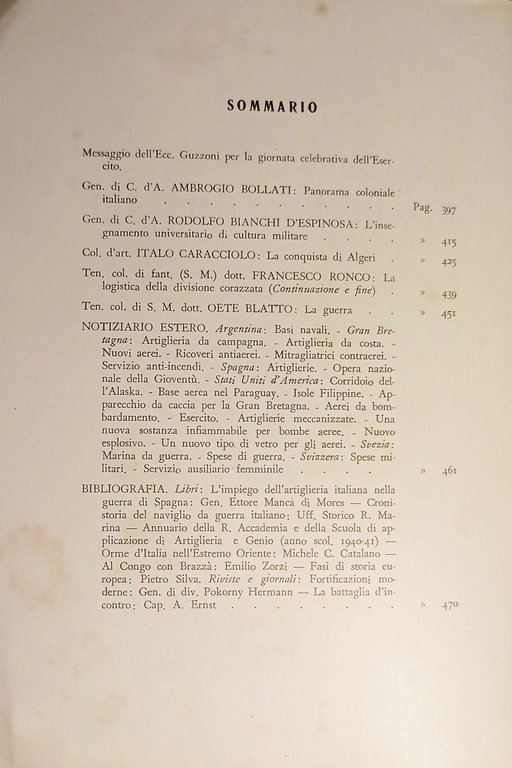 SOMMARIO
Messaggio dell'Ecc. Guzzoni per la giornata celebrativa dell'Eser-
cito.
Gen. di C. d'A. AMBROGIO BOLLATI: Panorama coloniale
italiano . . . . . . . . . . Pag. 397
Gen. di C. d'A. RODOLFO BIANCHI D'ESPINOSA: L'inse-
gnamento universitario di cultura militare . . . . » 415
Col. d'art. ITALO CARACCIOLO: La conquista di Algeri . » 425
Ten. col. di fant. (S. M.) dott. FRANCESCO RONCO: La
logistica della divisione corazzata (Continuazione e fine) . » 439
Ten. col. di S. M. dott. OETE BLATTO: La guerra . . » 451
NOTIZIARIO ESTERO. Argentina: Basi navali. - Gran Bre-
tagna: Artiglieria da campagna. - Artiglieria da costa. -
Nuovi aerei. - Ricoveri antiaerei. - Mitragliatrici contraerei. -
Servizio anti-incendi. - Spagna: Artiglierie. - Opera nazio-
nale della Gioventù. - Stati Uniti d'America: Corridoio del-
l'Alaska. - Base aerea nel Paraguay. - Isole Filippine. - Ap-
parecchio da caccia per la Gran Bretagna. - Aerei da bom-
bardamento. - Esercito. - Artiglierie meccanizzate. - Una
nuova sostanza infiammabile per bombe aeree. - Nuovo
esplosivo. - Un nuovo tipo di vetro per gli aerei. - Svezia:
Marina da guerra. - Spese di guerra. - Svizzera: Spese mi-
litari. - Servizio ausiliario femminile . . . . » 461
BIBLIOGRAFIA. Libri: L'impiego dell'artiglieria italiana nella
guerra di Spagna: Gen. Ettore Manca di Mores — Croni-
storia del naviglio da guerra italiano: Uff. Storico R. Ma-
rina — Annuario della R. Accademia e della Scuola di ap-
plicazione di Artiglieria e Genio (anno scol. 1940-41) —
Orme d'Italia nell'Estremo Oriente: Michele C. Catalano —
Al Congo con Brazzà: Emilio Zorzi — Fasi di storia eu-
ropea: Pietro Silva. Riviste e giornali: Fortificazioni mo-
derne: Gen. di div. Pokorny Hermann — La battaglia d'in-
contro: Cap. A. Ernst . . . . . . . » 470